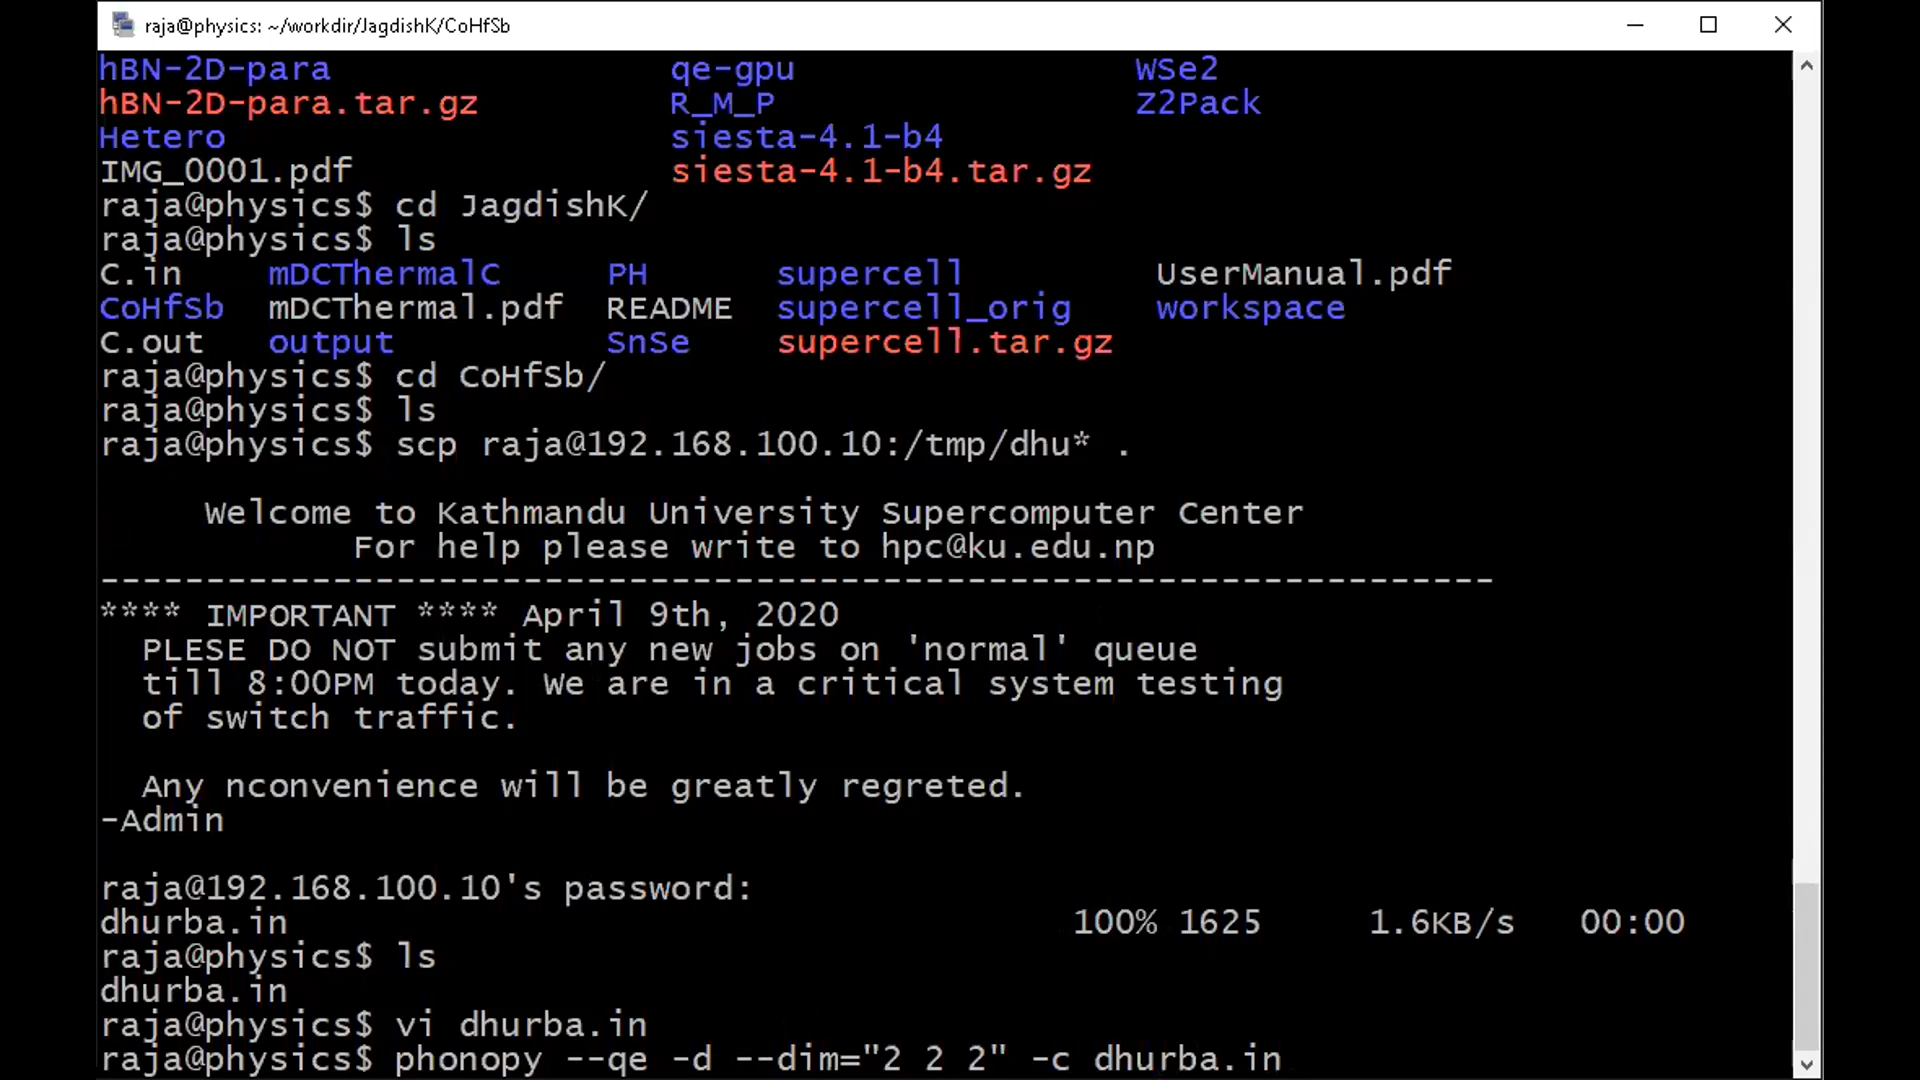 raja@physics: ~/workdir/JagdishK/CoHfSb
hBN-2D-para qe-gpu WSe2
hBN-2D-para.tar.gz R_M_P Z2Pack
Hetero siesta-4.1-b4
IMG_0001.pdf siesta-4.1-b4.tar.gz
raja@physics$ cd JagdishK/
raja@physics$ ls
C.in mDCThermalC PH supercell UserManual.pdf
CoHfSb mDCThermal.pdf README supercell_orig workspace
C.out output SnSe supercell.tar.gz
raja@physics$ cd CoHfSb/
raja@physics$ ls
raja@physics$ scp raja@192.168.100.10:/tmp/dhu* .
Welcome to Kathmandu University Supercomputer Center
For help please write to hpc@ku.edu.np
------------------------------------------------------------------
**** IMPORTANT **** April 9th, 2020
PLESE DO NOT submit any new jobs on 'normal' queue
till 8:00PM today. We are in a critical system testing
of switch traffic.
Any nconvenience will be greatly regreted.
-Admin
raja@192.168.100.10's password:
dhurba.in 100% 1625 1.6KB/s 00:00
raja@physics$ ls
dhurba.in
raja@physics$ vi dhurba.in
raja@physics$ phonopy --qe -d --dim="2 2 2" -c dhurba.in